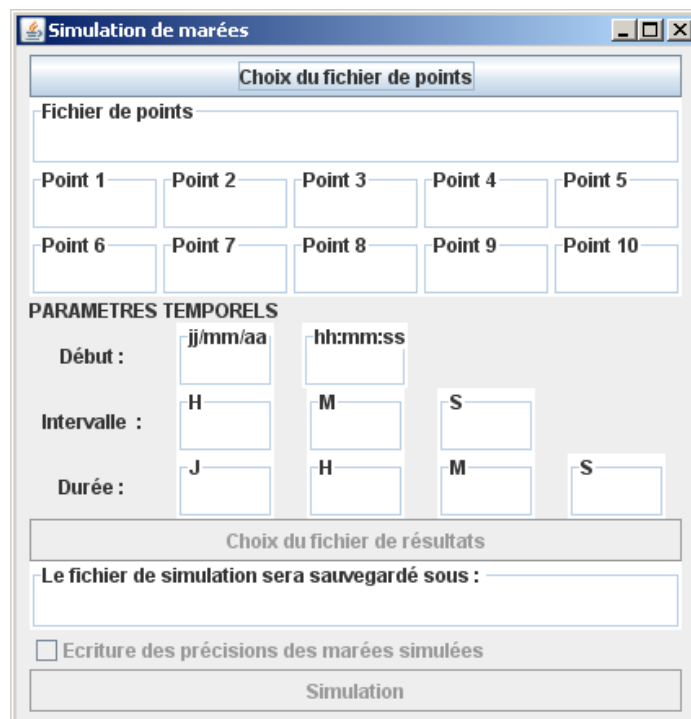 Simulation de marées
Choix du fichier de points
Fichier de points
Point 1 Point 2 Point 3 Point 4 Point 5
Point 6 Point 7 Point 8 Point 9 Point 10
PARAMETRES TEMPORELS
Début : jj/mm/aa hh:mm:ss
Intervalle : H M S
Durée : J H M S
Choix du fichier de résultats
Le fichier de simulation sera sauvegardé sous :
Ecriture des précisions des marées simulées
Simulation